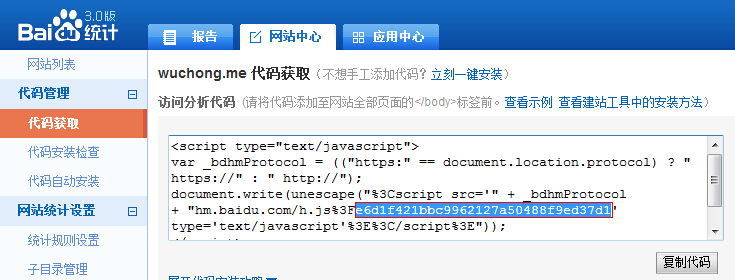 Bai du 统计 3.0版
报告
网站中心
应用中心
网站列表
代码管理
代码获取
代码安装检查
代码自动安装
网站统计设置
统计规则设置
子目录管理
wuchong.me 代码获取（不想手工添加代码？立刻一键安装）
访问分析代码（请将代码添加至网站全部页面的</body>标签前。查看示例 查看建站工具中的安装方法）
<script type="text/javascript">
var _bdhmProtocol = (("https:" == document.location.protocol) ? "
https://" : " http://");
document.write(unescape("%3Cscript src='" + _bdhmProtocol
+ "hm.baidu.com/h.js%3Fe6d1f421bbc9962127a50488f9ed37d1'
type='text/javascript'%3E%3C/script%3E"));
复制代码